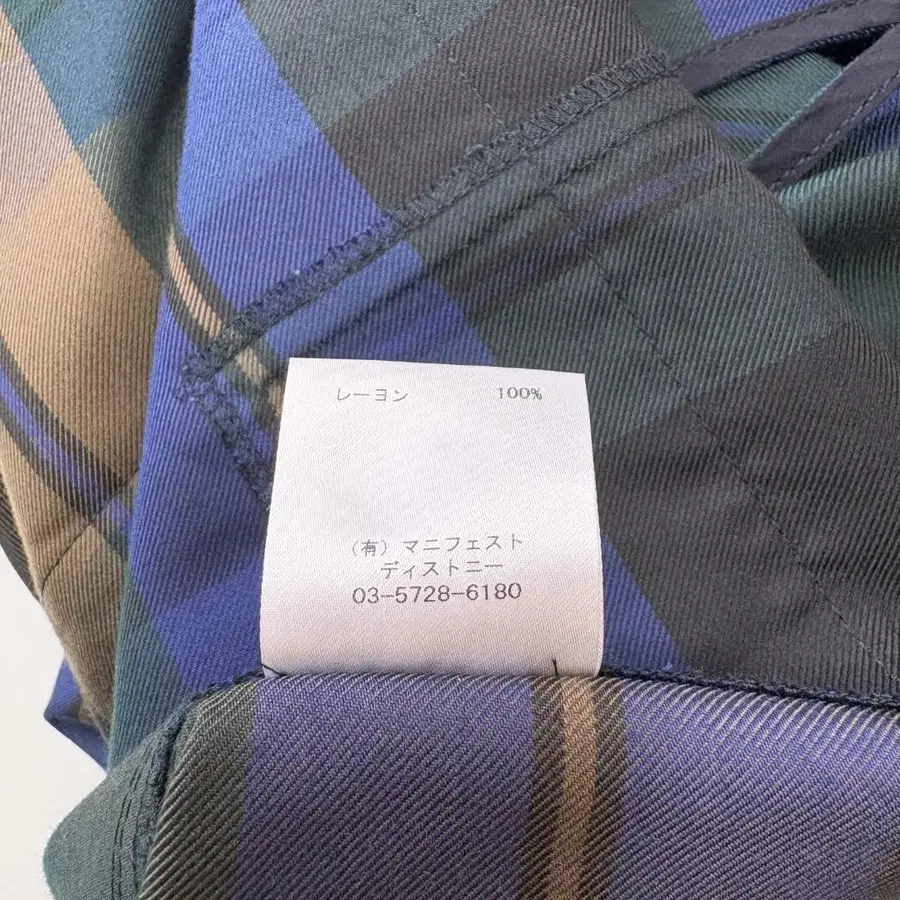 レーヨン 100%
(有) マニフェスト
ディストニー
03-5728-6180